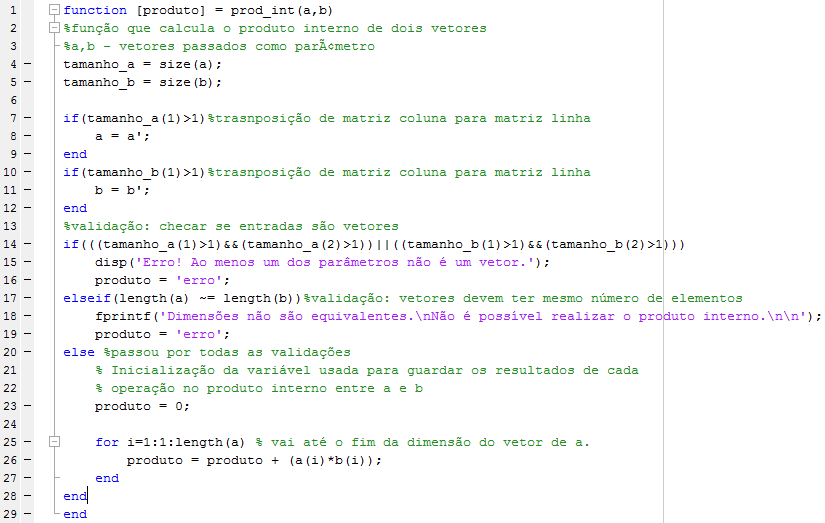 1 function [produto] = prod_int(a,b)
2 %função que calcula o produto interno de dois vetores
3 %a,b - vetores passados como parÃ¢metro
4 tamanho_a = size(a);
5 tamanho_b = size(b);
6
7 if(tamanho_a(1)>1)%trasnposição de matriz coluna para matriz linha
8 a = a';
9 end
10 if(tamanho_b(1)>1)%trasnposição de matriz coluna para matriz linha
11 b = b';
12 end
13 %validação: checar se entradas são vetores
14 if(((tamanho_a(1)>1)&&(tamanho_a(2)>1))||((tamanho_b(1)>1)&&(tamanho_b(2)>1)))
15 disp('Erro! Ao menos um dos parâmetros não é um vetor.');
16 produto = 'erro';
17 elseif(length(a) ~= length(b))%validação: vetores devem ter mesmo número de elementos
18 fprintf('Dimensões não são equivalentes.\nNão é possível realizar o produto interno.\n\n');
19 produto = 'erro';
20 else %passou por todas as validações
21 % Inicialização da variável usada para guardar os resultados de cada
22 % operação no produto interno entre a e b
23 produto = 0;
24
25 for i=1:1:length(a) % vai até o fim da dimensão do vetor de a.
26 produto = produto + (a(i)*b(i));
27 end
28 end
29 end